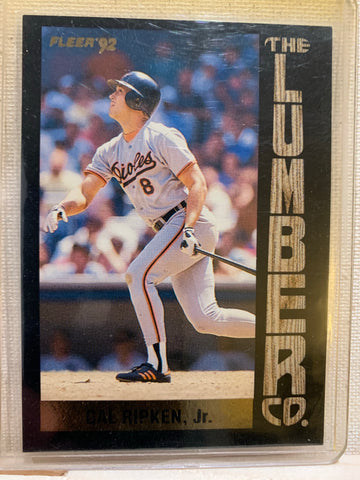 FLEER '92
THE
LUMBER
CO.
Orioles
8
CAL RIPKEN, Jr.